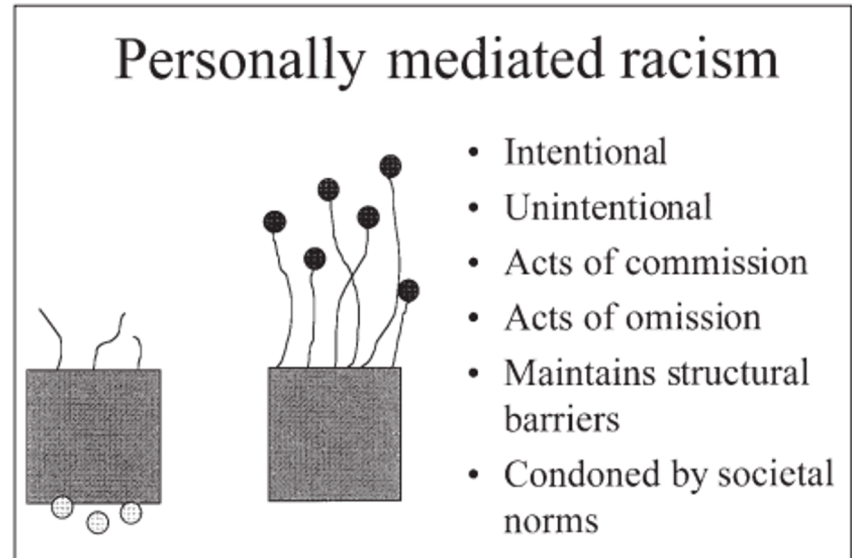 Personally mediated racism
• Intentional
• Unintentional
• Acts of commission
• Acts of omission
• Maintains structural
barriers
• Condoned by societal
norms